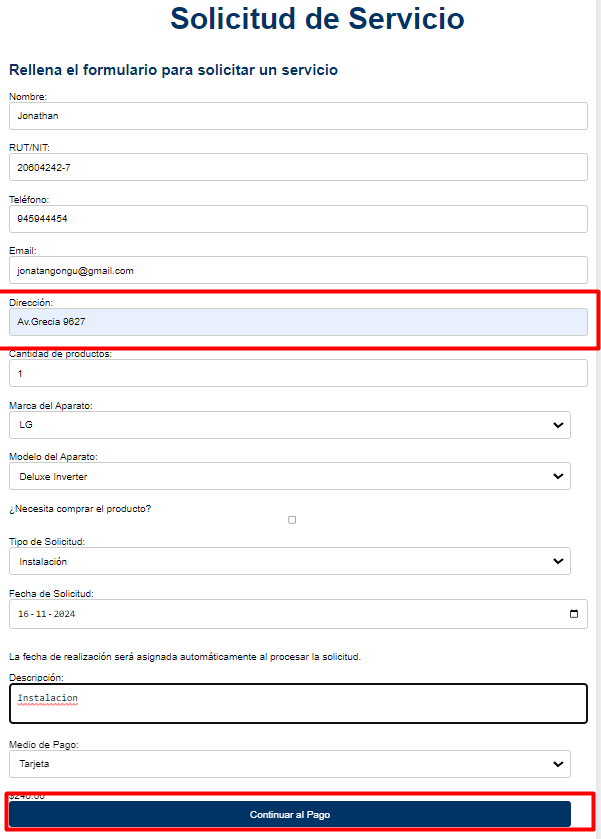 Solicitud de Servicio
Rellena el formulario para solicitar un servicio
Nombre:
Jonathan
RUT/NIT:
20604242-7
Teléfono:
945944454
Email:
jonatangongu@gmail.com
Dirección:
Av.Grecia 9627
Cantidad de productos:
1
Marca del Aparato:
LG
Modelo del Aparato:
Deluxe Inverter
¿Necesita comprar el producto?
Tipo de Solicitud:
Instalación
Fecha de Solicitud:
16-11-2024
La fecha de realización será asignada automáticamente al procesar la solicitud.
Descripción:
Instalacion
Medio de Pago:
Tarjeta
Continuar al Pago